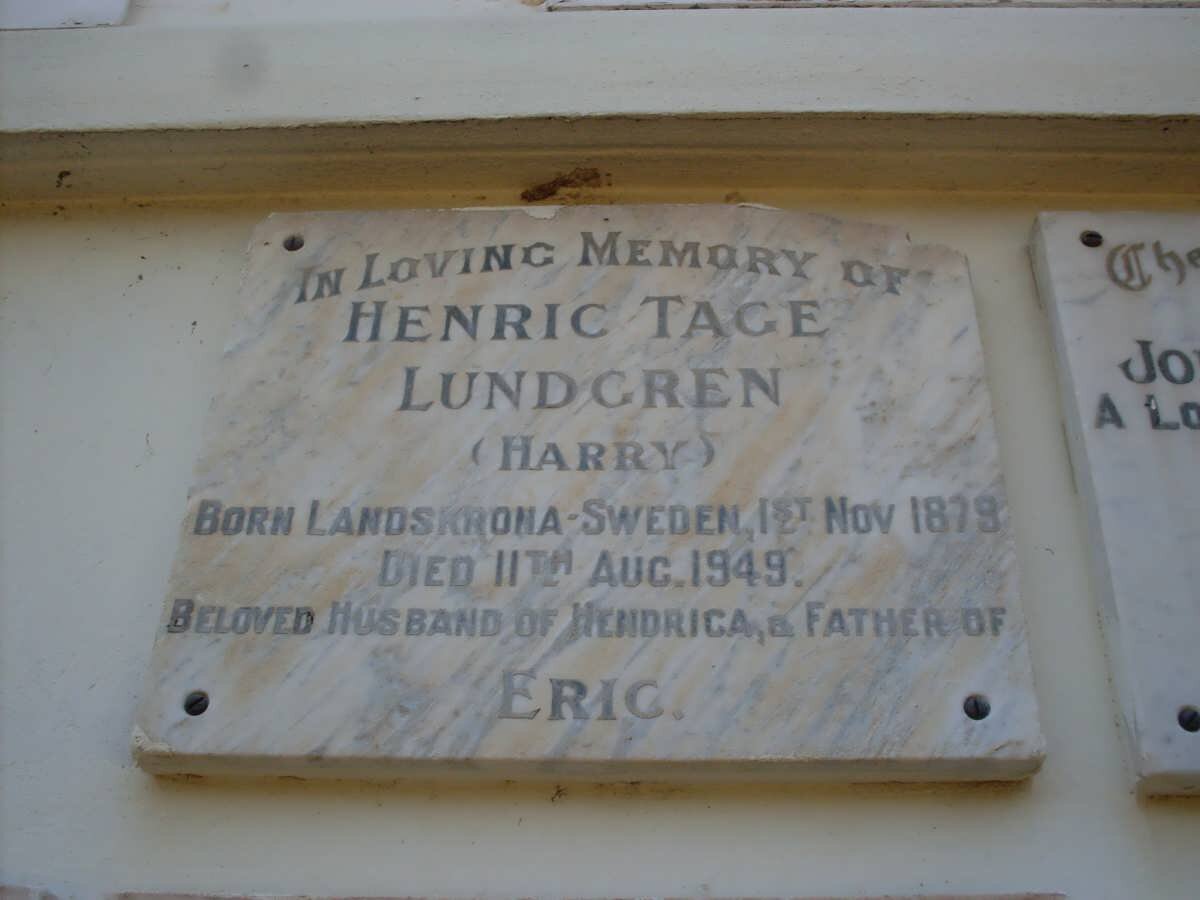 IN LOVING MEMORY OF
HENRIC TAGE
LUNDGREN
(HARRY)
BORN LANDSKRONA-SWEDEN, 1ST NOV 1879
DIED 11TH AUG. 1949.
BELOVED HUSBAND OF HENDRICA, & FATHER OF
ERIC.
A